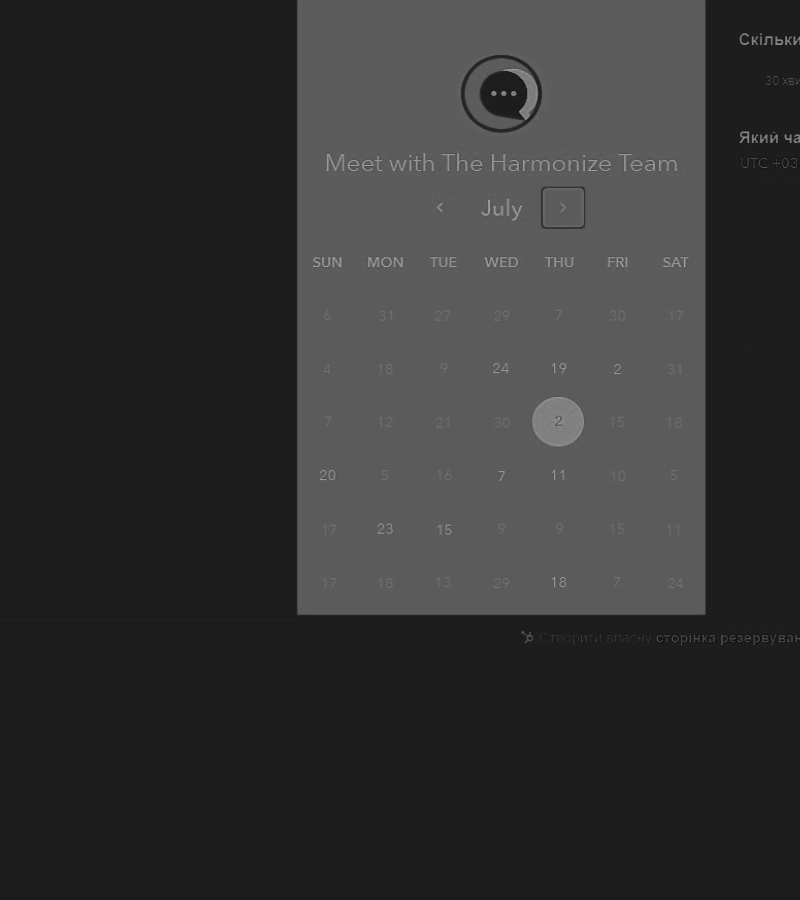 Скільки
30 хви
Meet with The Harmonize Team
Який ча
UTC +03
July
SUN MON TUE WED THU FRI SAT
6 31 27 29 7 30 17
4 18 9 24 19 2 31
7 12 21 30 2 15 18
20 5 16 7 11 10 5
17 23 15 9 9 15 11
17 18 13 29 18 7 24
Створити власну сторінка резервуван